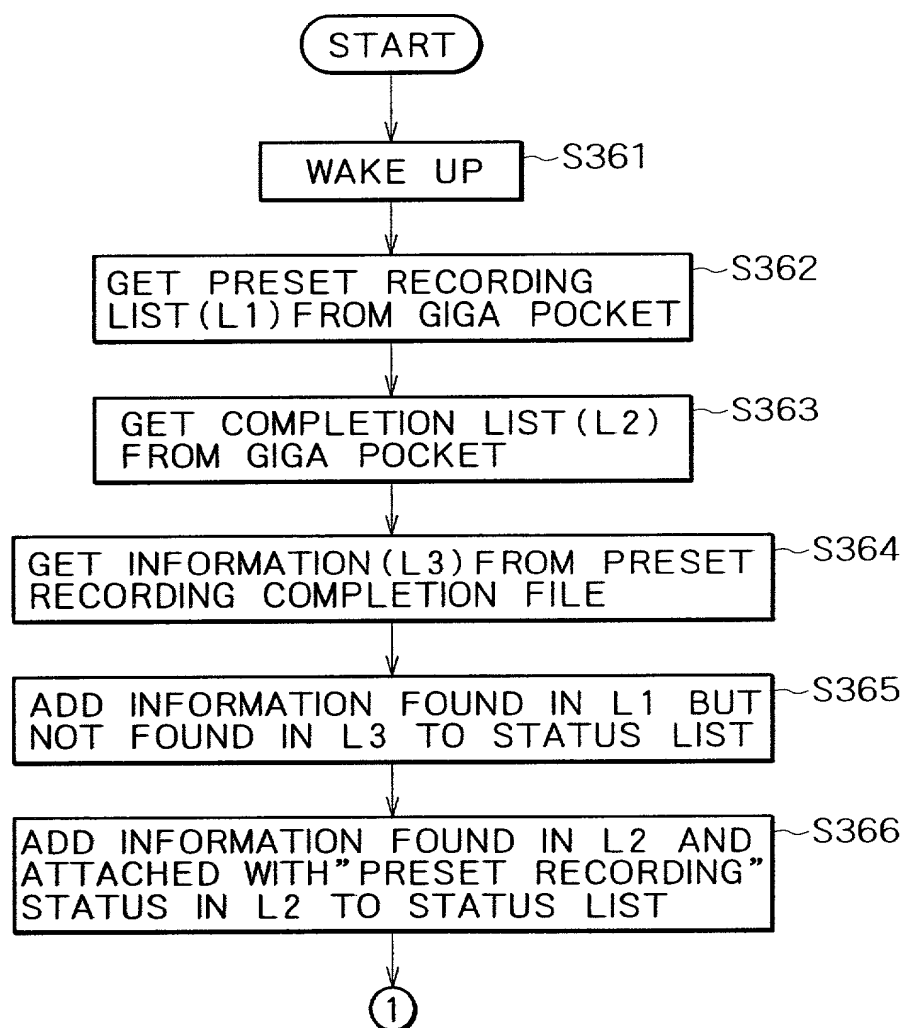 START
WAKE UP
S361
GET PRESET RECORDING
LIST(L1)FROM GIGA POCKET
S362
GET COMPLETION LIST(L2)
FROM GIGA POCKET
S363
GET INFORMATION(L3)FROM PRESET
RECORDING COMPLETION FILE
S364
ADD INFORMATION FOUND IN L1 BUT
NOT FOUND IN L3 TO STATUS LIST
S365
ADD INFORMATION FOUND IN L2 AND
ATTACHED WITH”PRESET RECORDING”
STATUS IN L2 TO STATUS LIST
S366
1